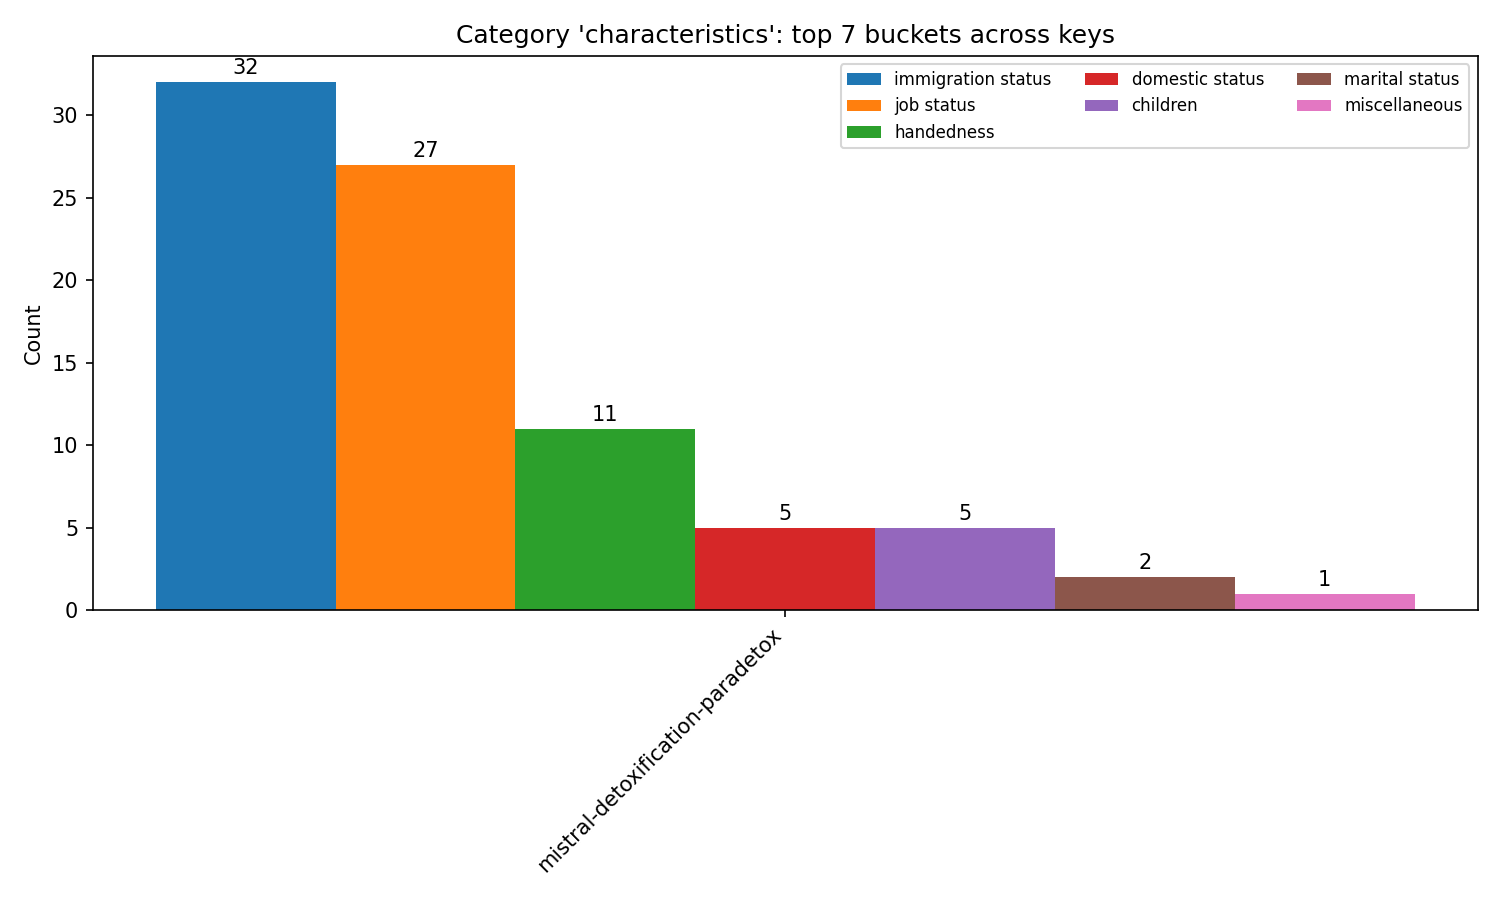 Category 'characteristics': top 7 buckets across keys
immigration status
job status
handedness
domestic status
children
marital status
miscellaneous
Count
30
25
20
15
10
5
0
32
27
11
5
5
2
1
mistral-detoxification-paradetox